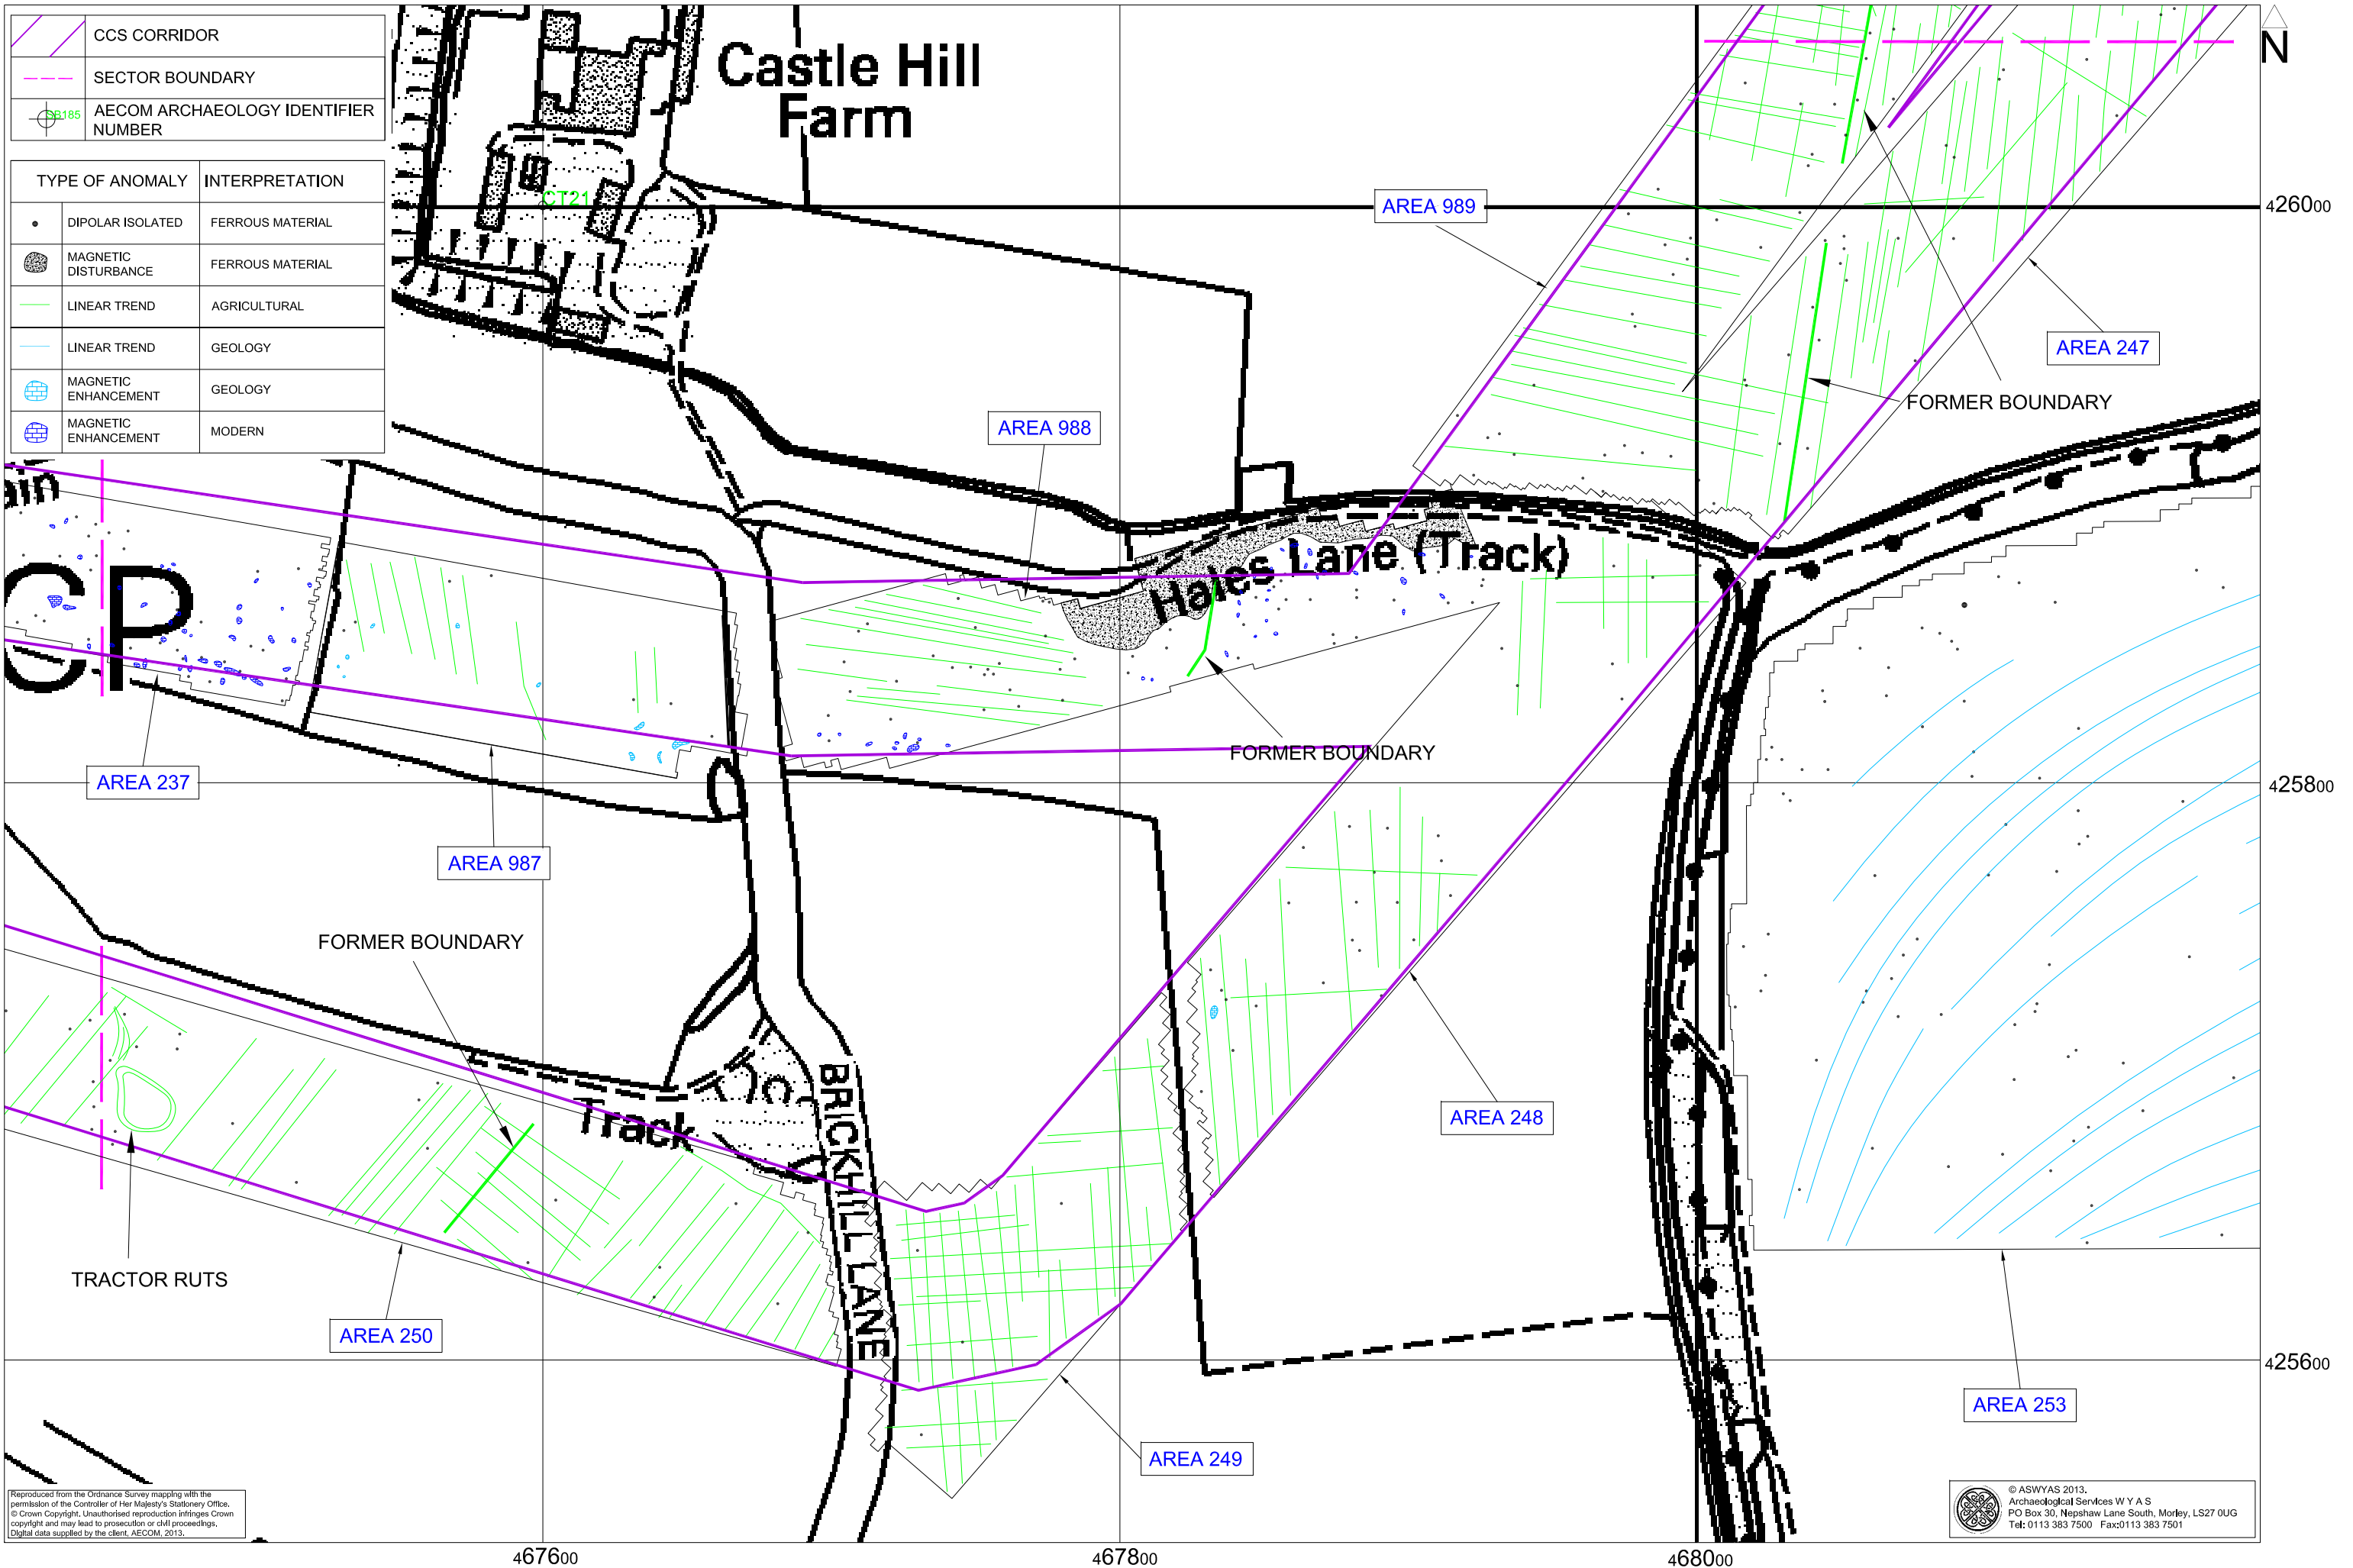 CCS CORRIDOR
SECTOR BOUNDARY
SB185
AECOM ARCHAEOLOGY IDENTIFIER
NUMBER
TYPE OF ANOMALY INTERPRETATION
DIPOLAR ISOLATED FERROUS MATERIAL
MAGNETIC
DISTURBANCE
FERROUS MATERIAL
LINEAR TREND AGRICULTURAL
LINEAR TREND GEOLOGY
MAGNETIC
ENHANCEMENT
GEOLOGY
MAGNETIC
ENHANCEMENT
MODERN
Castle Hill
Farm
N
CT21
AREA 989
426000
AREA 247
FORMER BOUNDARY
AREA 988
ain
CP
Hales Lane (Track)
FORMER BOUNDARY
AREA 237
425800
AREA 987
FORMER BOUNDARY
AREA 248
Track
BRICKHILL LANE
TRACTOR RUTS
AREA 250
425600
AREA 253
AREA 249
Reproduced from the Ordnance Survey mapping with the
permission of the Controller of Her Majesty's Stationery Office.
© Crown Copyright. Unauthorised reproduction infringes Crown
copyright and may lead to prosecution or civil proceedings.
Digital data supplied by the client, AECOM, 2013.
© ASWYAS 2013.
Archaeological Services W Y A S
PO Box 30, Nepshaw Lane South, Morley, LS27 0UG
Tel: 0113 383 7500 Fax:0113 383 7501
467600
467800
468000